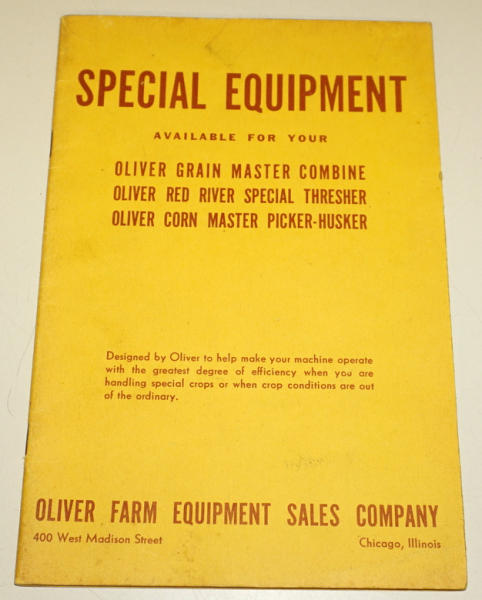 SPECIAL EQUIPMENT
AVAILABLE FOR YOUR
OLIVER GRAIN MASTER COMBINE
OLIVER RED RIVER SPECIAL THRESHER
OLIVER CORN MASTER PICKER-HUSKER
Designed by Oliver to help make your machine operate
with the greatest degree of efficiency when you are
handling special crops or when crop conditions are out
of the ordinary.
OLIVER FARM EQUIPMENT SALES COMPANY
400 West Madison Street Chicago, Illinois